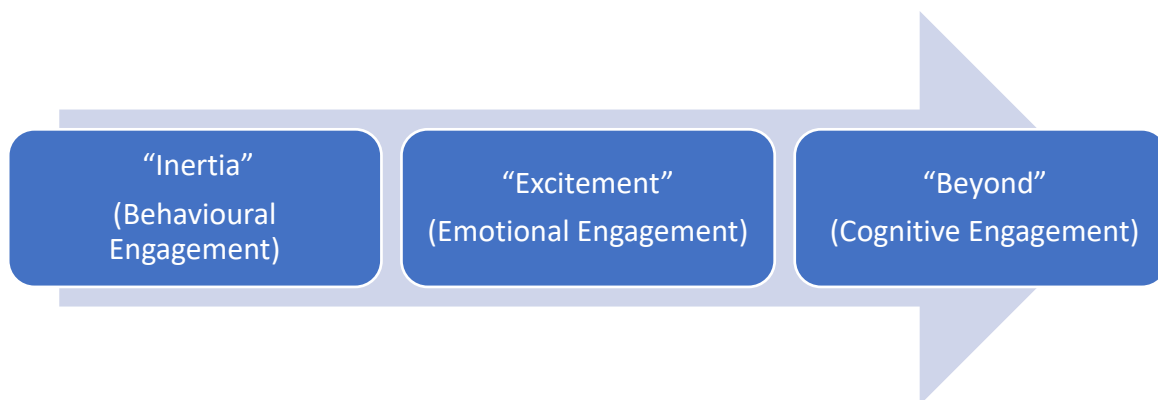 “Inertia”
(Behavioural
Engagement)
“Excitement”
(Emotional Engagement)
“Beyond”
(Cognitive Engagement)